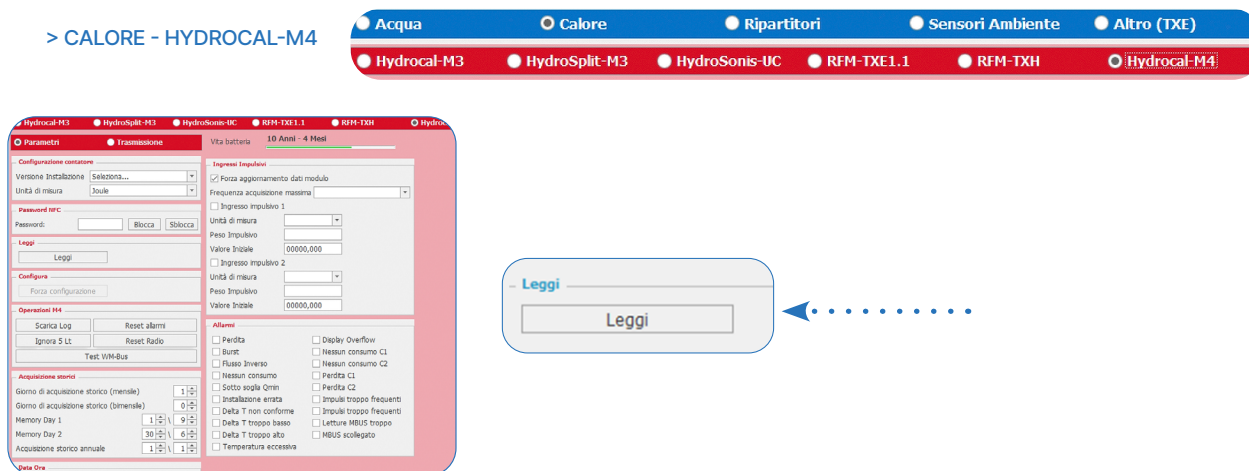 > CALORE - HYDROCAL-M4
Acqua Calore Ripartitori Sensori Ambiente Altro (TXE)
Hydrocal-M3 HydroSplit-M3 HydroSonis-UC RFM-TXE1.1 RFM-TXH Hydrocal-M4
Hydrocal-M3 HydroSplit-M3 HydroSonis-UC RFM-TXE1.1 RFM-TXH Hydroc
Parametri Trasmissione
Vita batteria 10 Anni - 4 Mesi
Configurazione contatore
Versione Installazione Seleziona...
Unità di misura Joule
Password NFC
Password: Blocca Sblocca
Leggi
Leggi
Configura
Forza configurazione
Operazioni M4
Scarica Log Reset allarmi
Ignora 5 Lt Reset Radio
Test WM-Bus
Acquisizione storici
Giorno di acquisizione storico (mensile) 1
Giorno di acquisizione storico (bimensile) 0
Memory Day 1 1 \ 9
Memory Day 2 30 \ 6
Acquisizione storico annuale 1 \ 1
Data Ora
Ingressi Impulsivi
Forza aggiornamento dati modulo
Frequenza acquisizione massima
Ingresso impulsivo 1
Unità di misura
Peso Impulsivo
Valore Iniziale 00000,000
Ingresso impulsivo 2
Unità di misura
Peso Impulsivo
Valore Iniziale 00000,000
Allarmi
Perdita Display Overflow
Burst Nessun consumo C1
Flusso Inverso Nessun consumo C2
Nessun consumo Perdita C1
Sotto soglia Qmin Perdita C2
Installazione errata Impulsi troppo frequenti
Delta T non conforme Impulsi troppo frequenti
Delta T troppo basso Letture MBUS troppo
Delta T troppo alto MBUS scollegato
Temperatura eccessiva
Leggi
Leggi